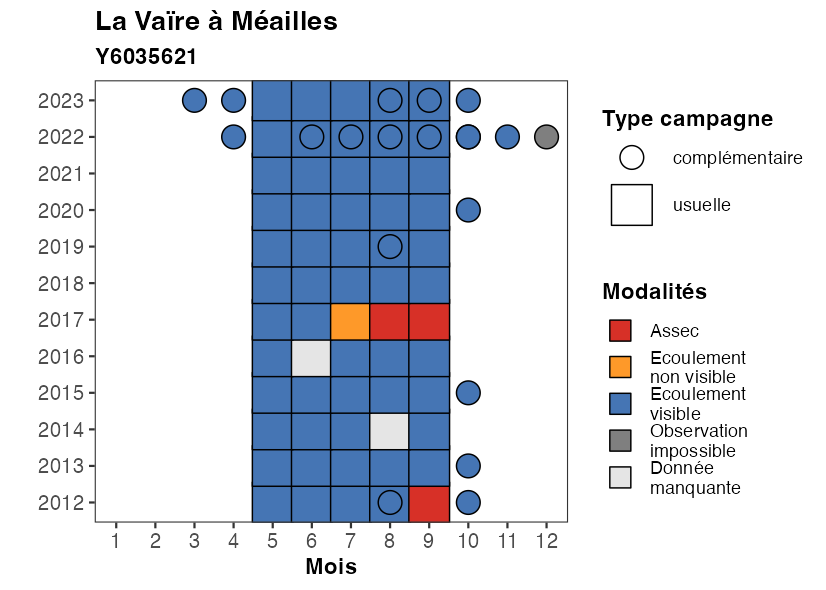 La Vaïre à Méailles
Y6035621
2023
2022
2021
2020
2019
2018
2017
2016
2015
2014
2013
2012
1 2 3 4 5 6 7 8 9 10 11 12
Mois
Type campagne
complémentaire
usuelle
Modalités
Assec
Ecoulement
non visible
Ecoulement
visible
Observation
impossible
Donnée
manquante